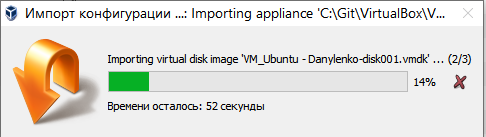 Импорт конфигурации ...: Importing appliance 'C:\Git\VirtualBox\V...
Importing virtual disk image 'VM_Ubuntu - Danylenko-disk001.vmdk' ... (2/3)
14%
Времени осталось: 52 секунды